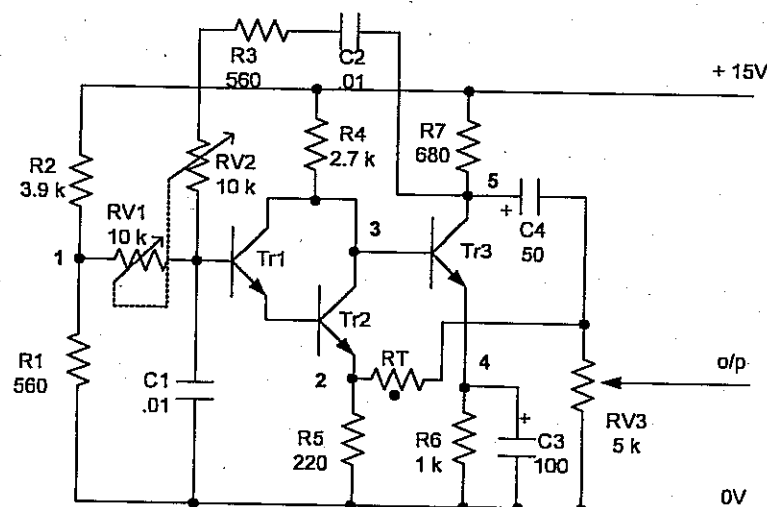 R3
560
C2
.01
+ 15V
R2
3.9 k
RV2
10 k
R4
2.7 k
R7
680
RV1
10 k
1
3
5
+
C4
50
Tr1
Tr2
Tr3
R1
560
C1
.01
2
RT
4
o/p
R5
220
R6
1 k
+
C3
100
RV3
5 k
0V